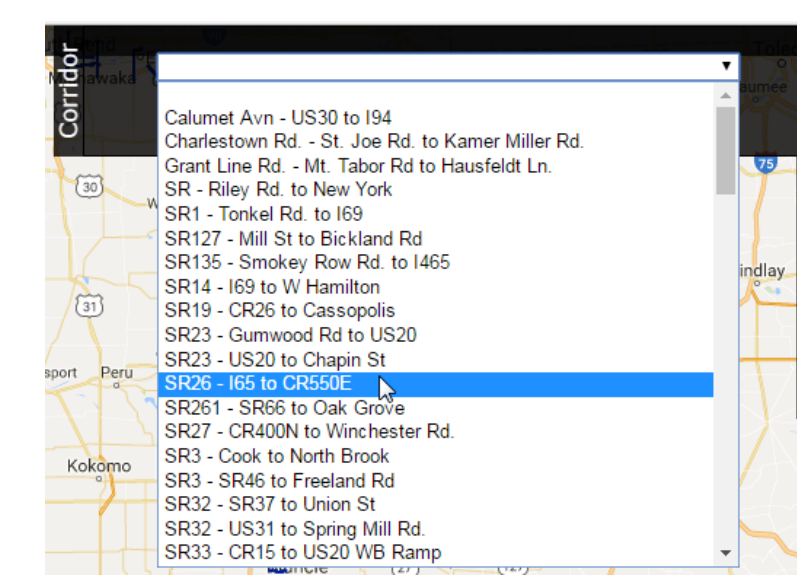 Corridor
Calumet Avn - US30 to I94
Charlestown Rd. - St. Joe Rd. to Kamer Miller Rd.
Grant Line Rd. - Mt. Tabor Rd to Hausfeldt Ln.
SR - Riley Rd. to New York
SR1 - Tonkel Rd. to I69
SR127 - Mill St to Bickland Rd
SR135 - Smokey Row Rd. to I465
SR14 - I69 to W Hamilton
SR19 - CR26 to Cassopolis
SR23 - Gumwood Rd to US20
SR23 - US20 to Chapin St
SR26 - I65 to CR550E
SR261 - SR66 to Oak Grove
SR27 - CR400N to Winchester Rd.
SR3 - Cook to North Brook
SR3 - SR46 to Freeland Rd
SR32 - SR37 to Union St
SR32 - US31 to Spring Mill Rd.
SR33 - CR15 to US20 WB Ramp
30
31
sport
Peru
Kokomo
Tole
aumee
75
indlay